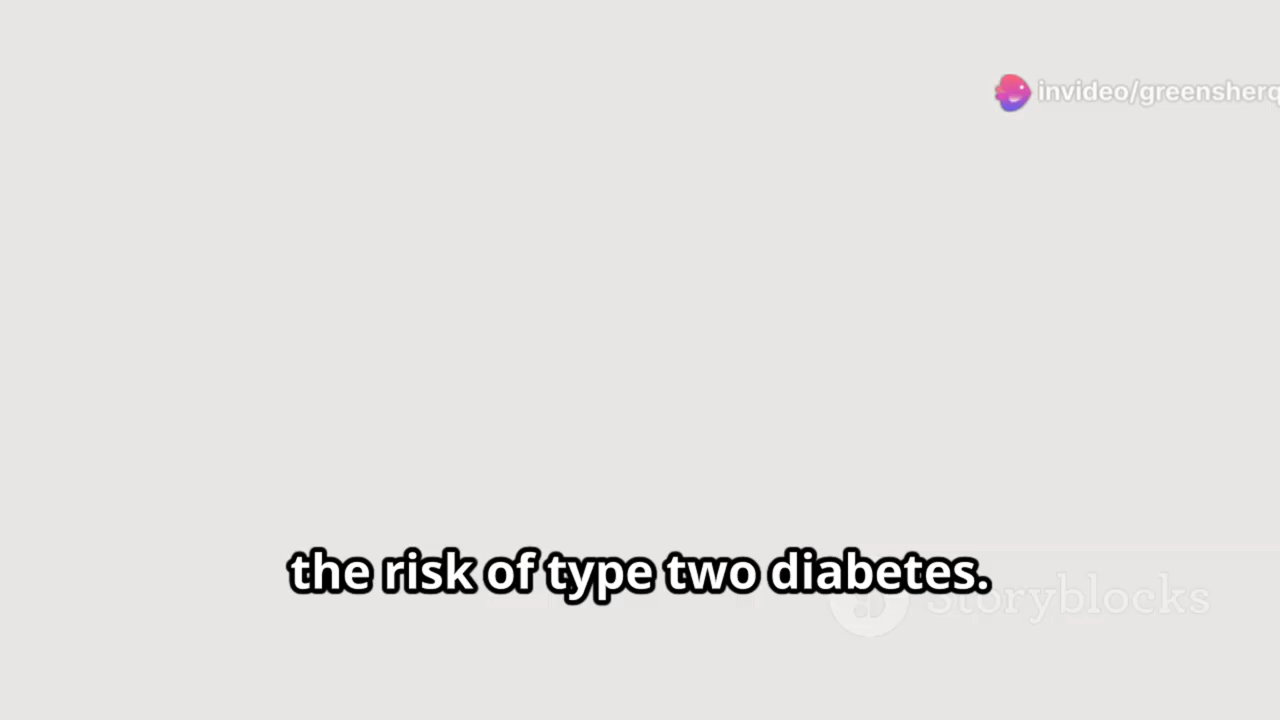 invideo/greensherq
the risk of type two diabetes.
Storyblocks